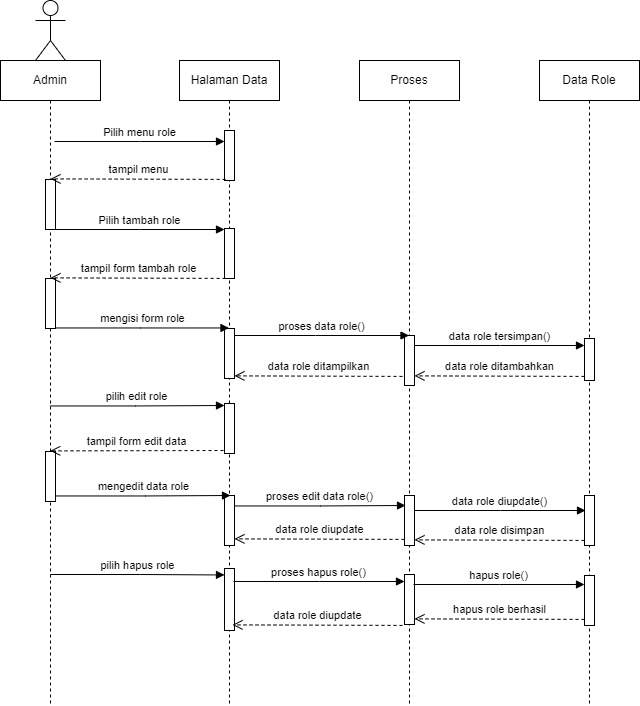 Admin
Halaman Data
Proses
Data Role
Pilih menu role
tampil menu
Pilih tambah role
tampil form tambah role
mengisi form role
proses data role()
data role tersimpan()
data role ditampilkan
data role ditambahkan
pilih edit role
tampil form edit data
mengedit data role
proses edit data role()
data role diupdate()
data role diupdate
data role disimpan
pilih hapus role
proses hapus role()
hapus role()
data role diupdate
hapus role berhasil